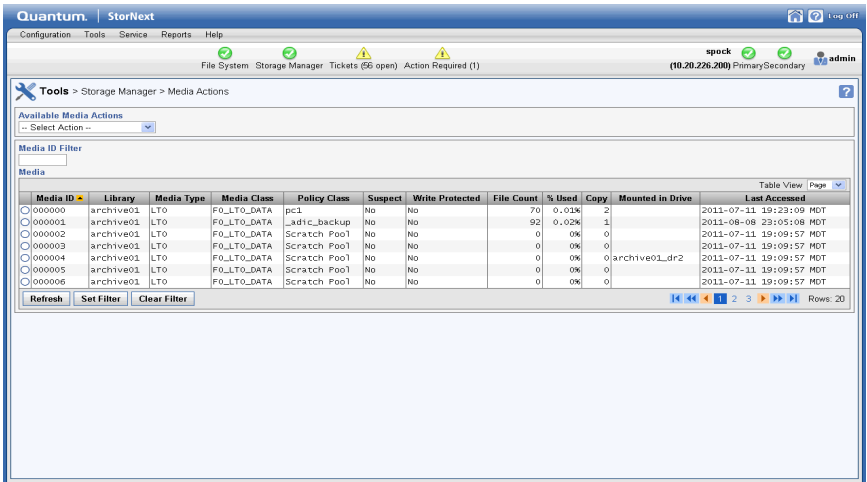 Quantum. | StorNext
Log Off
Configuration Tools Service Reports Help
File System Storage Manager Tickets (56 open) Action Required (1)
spock
(10.20.226.200) Primary Secondary
admin
Tools > Storage Manager > Media Actions
Available Media Actions
-- Select Action --
Media ID Filter
Media
Table View Page
Media ID Library Media Type Media Class Policy Class Suspect Write Protected File Count % Used Copy Mounted in Drive Last Accessed
000000 archive01 LTO F0_LTO_DATA pc1 No No 70 0.01% 2 2011-07-11 19:23:09 MDT
000001 archive01 LTO F0_LTO_DATA _adic_backup No No 92 0.02% 1 2011-08-08 23:05:08 MDT
000002 archive01 LTO F0_LTO_DATA Scratch Pool No No 0 0% 0 2011-07-11 19:09:57 MDT
000003 archive01 LTO F0_LTO_DATA Scratch Pool No No 0 0% 0 2011-07-11 19:09:57 MDT
000004 archive01 LTO F0_LTO_DATA Scratch Pool No No 0 0% 0 archive01_dr2 2011-07-11 19:09:57 MDT
000005 archive01 LTO F0_LTO_DATA Scratch Pool No No 0 0% 0 2011-07-11 19:09:57 MDT
000006 archive01 LTO F0_LTO_DATA Scratch Pool No No 0 0% 0 2011-07-11 19:09:57 MDT
Refresh Set Filter Clear Filter 1 2 3 Rows: 20